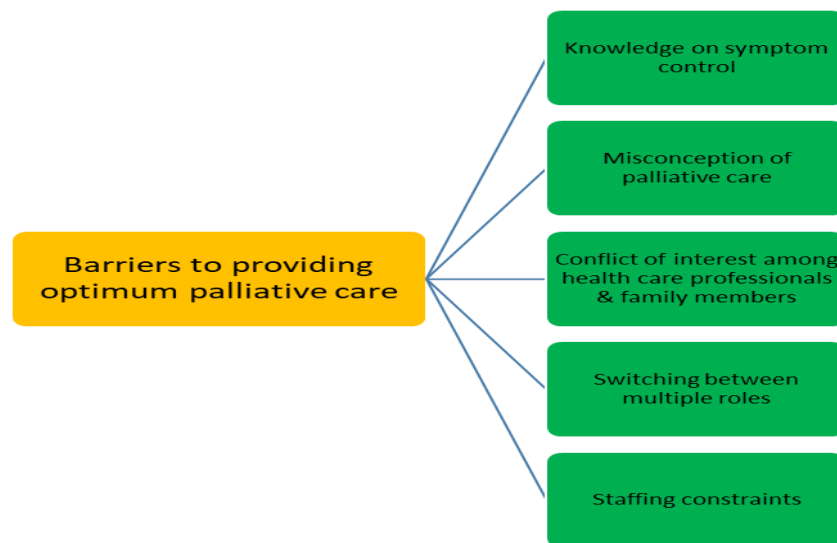 Barriers to providing
optimum palliative care
Knowledge on symptom
control
Misconception of
palliative care
Conflict of interest among
health care professionals
& family members
Switching between
multiple roles
Staffing constraints